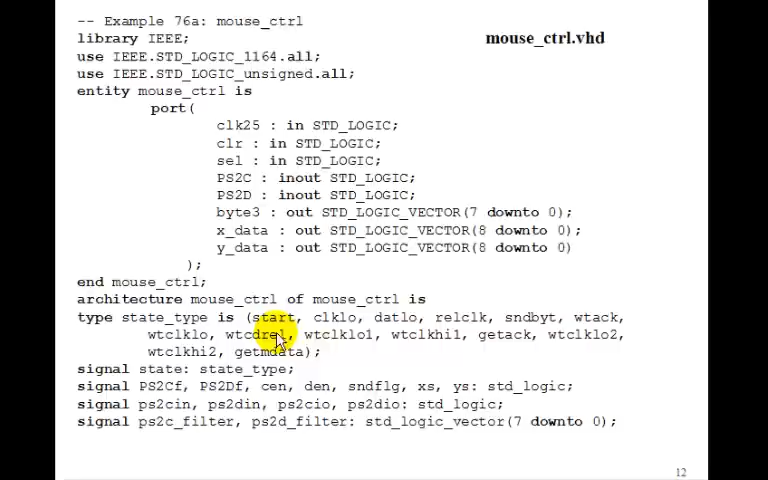 -- Example 76a: mouse_ctrl
library IEEE;
mouse_ctrl.vhd
use IEEE.STD_LOGIC_1164.all;
use IEEE.STD_LOGIC_unsigned.all;
entity mouse_ctrl is
port(
clk25 : in STD_LOGIC;
clr : in STD_LOGIC;
sel : in STD_LOGIC;
PS2C : inout STD_LOGIC;
PS2D : inout STD_LOGIC;
byte3 : out STD_LOGIC_VECTOR(7 downto 0);
x_data : out STD_LOGIC_VECTOR(8 downto 0);
y_data : out STD_LOGIC_VECTOR(8 downto 0)
);
end mouse_ctrl;
architecture mouse_ctrl of mouse_ctrl is
type state_type is (start, clklo, datlo, relclk, sndbyt, wtack,
wtclklo, wtcdrel, wtclklo1, wtclkhi1, getack, wtclklo2,
wtclkhi2, getmdata);
signal state: state_type;
signal PS2Cf, PS2Df, cen, den, sndflg, xs, ys: std_logic;
signal ps2cin, ps2din, ps2cio, ps2dio: std_logic;
signal ps2c_filter, ps2d_filter: std_logic_vector(7 downto 0);
12